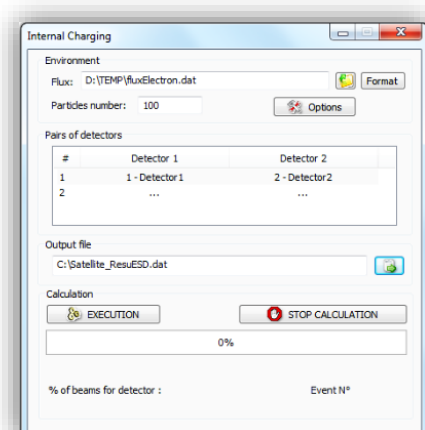 Internal Charging
Environment
Flux: D:\TEMP\fluxElectron.dat Format
Particles number: 100 Options
Pairs of detectors
# Detector 1 Detector 2
1 1 - Detector1 2 - Detector2
2 ... ...
Output file
C:\Satellite_ResuESD.dat
Calculation
EXECUTION STOP CALCULATION
0%
% of beams for detector : Event N°